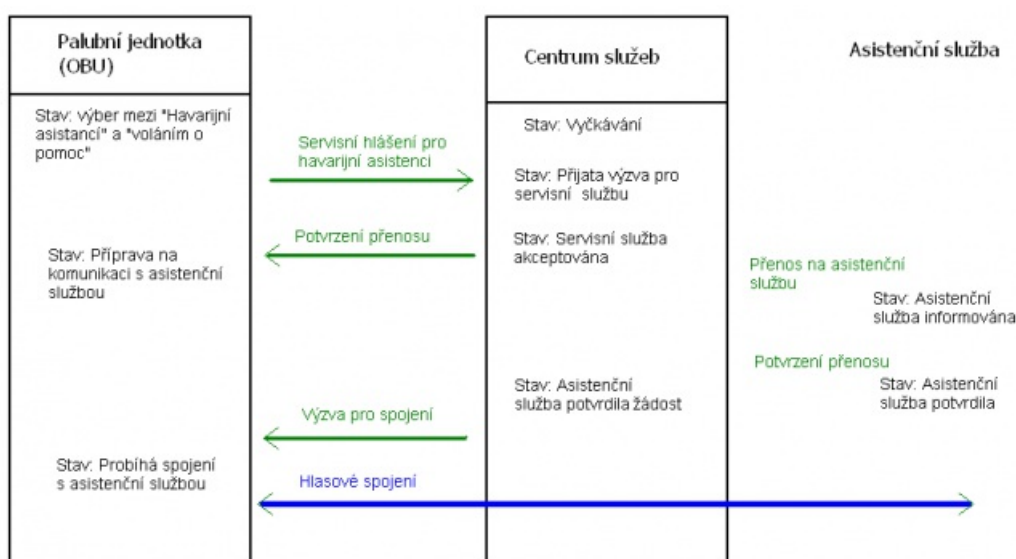 Palubní jednotka
(OBU)
Centrum služeb
Asistenční služba
Stav: výber mezi "Havarijní
asistancí" a "voláním o
pomoc"
Stav: Vyčkávání
Servisní hlášení pro
havarijní asistenci
Stav: Přijata výzva pro
servisní službu
Potvrzení přenosu
Stav: Servisní služba
akceptována
Stav: Příprava na
komunikaci s asistenční
službou
Přenos na asistenční
službu
Stav: Asistenční
služba informována
Potvrzení přenosu
Stav: Asistenční
služba potvrdila žádost
Stav: Asistenční
služba potvrdila
Výzva pro spojení
Stav: Probíhá spojení
s asistenční službou
Hlasové spojení